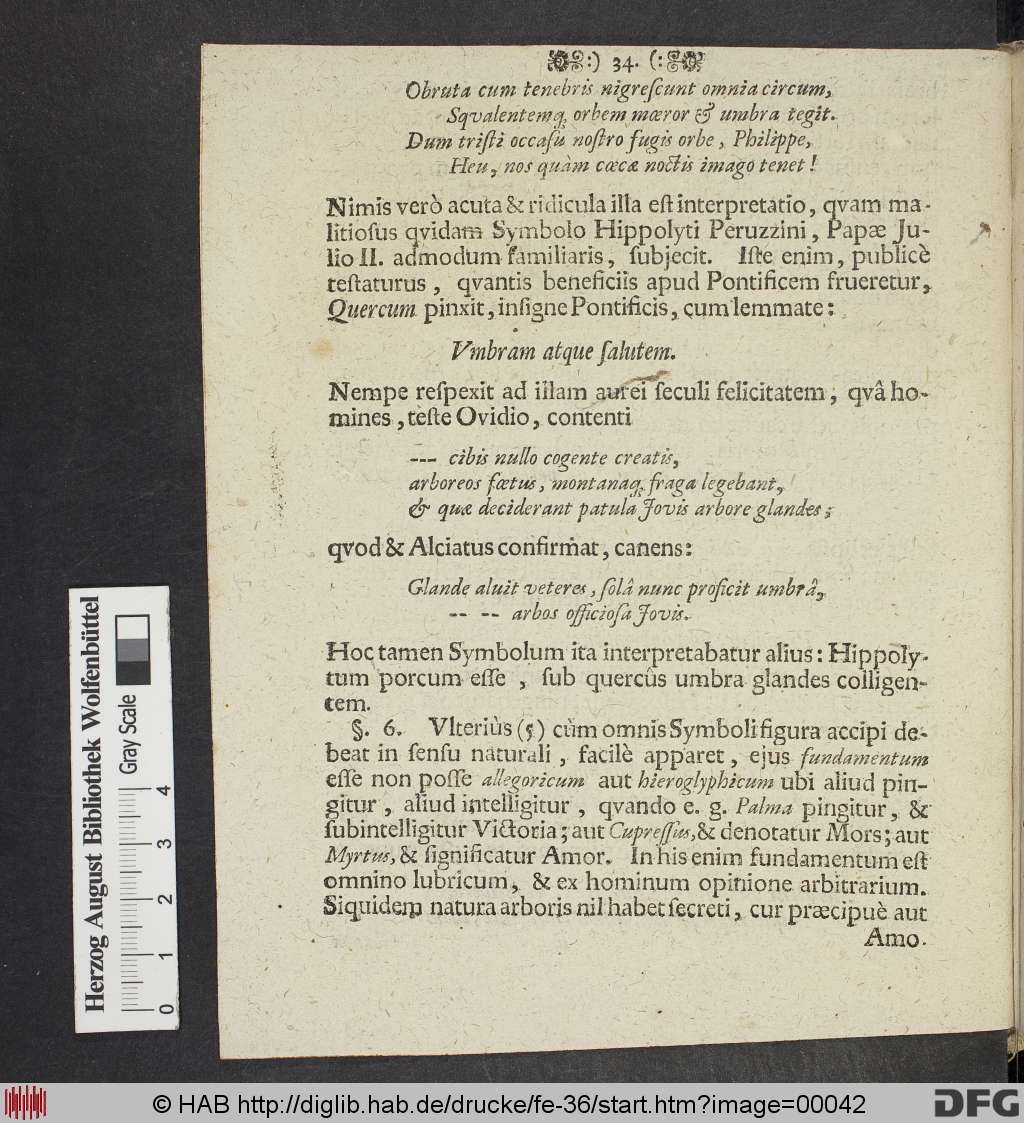 :) 34. (:
Obruta cum tenebris nigreſcunt omnia circum,
Sqvalentemq; orbem mœror & umbra tegit.
Dum triſti occaſu noſtro fugis orbe, Philippe,
Heu, nos quàm cœcæ noctis imago tenet!
Nimis verò acuta & ridicula illa eſt interpretatio, qvam ma-
litioſus qvidam Symbolo Hippolyti Peruzzini, Papæ Ju-
lio II. admodum familiaris, ſubjecit. Iſte enim, publicè
teſtaturus, qvantis beneficiis apud Pontificem frueretur,
Quercum pinxit, inſigne Pontificis, cum lemmate:
Vmbram atque ſalutem.
Nempe reſpexit ad illam aurei ſeculi felicitatem, qvâ ho-
mines, teſte Ovidio, contenti
--- cibis nullo cogente creatis,
arboreos fœtus, montanaq; fraga legebant,
& quæ deciderant patulâ Jovis arbore glandes;
qvod & Alciatus confirmat, canens:
Glande aluit veteres, ſolâ nunc proficit umbrâ,
-- -- arbos officioſa Jovis.
Hoc tamen Symbolum ita interpretabatur alius: Hippoly-
tum porcum eſſe, ſub quercûs umbra glandes colligen-
tem.
§. 6. Vlteriùs (5) cùm omnis Symboli figura accipi de-
beat in ſenſu naturali, facilè apparet, ejus fundamentum
eſſe non poſſe allegoricum aut hieroglyphicum ubi aliud pin-
gitur, aliud intelligitur, qvando e. g. Palma pingitur, &
ſubintelligitur Victoria; aut Cupreſſus, & denotatur Mors; aut
Myrtus, & ſignificatur Amor. In his enim fundamentum eſt
omnino lubricum, & ex hominum opinione arbitrarium.
Siquidem natura arboris nil habet ſecreti, cur præcipuè aut
Amo.
Herzog August Bibliothek Wolfenbüttel
Gray Scale
0 1 2 3 4
© HAB http://diglib.hab.de/drucke/fe-36/start.htm?image=00042
DFG